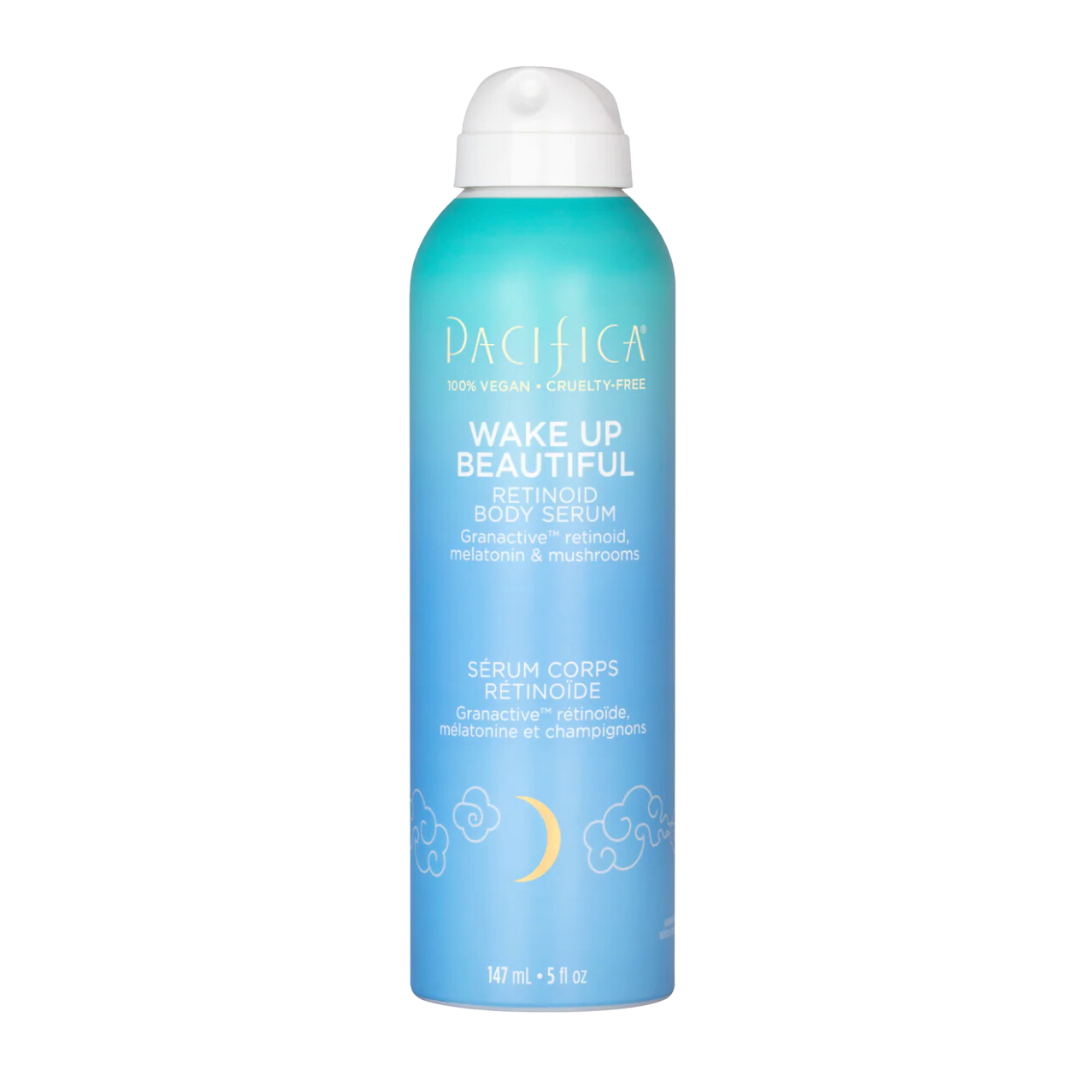 PACIFICA®
100% VEGAN • CRUELTY-FREE
WAKE UP
BEAUTIFUL
RETINOID
BODY SERUM
Granactive™ retinoid,
melatonin & mushrooms
SÉRUM CORPS
RÉTINOÏDE
Granactive™ rétinoïde,
mélatonine et champignons
147 mL • 5 fl oz